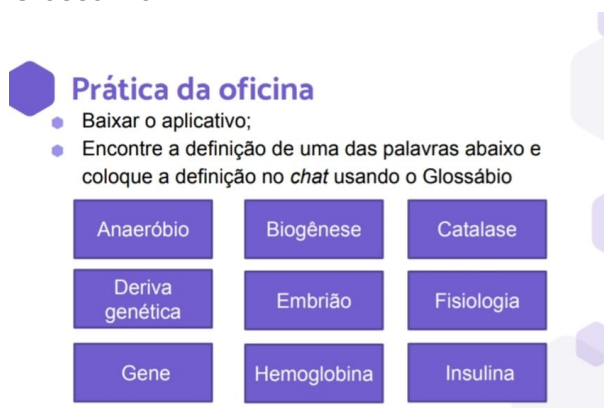 Prática da oficina
Baixar o aplicativo;
Encontre a definição de uma das palavras abaixo e
coloque a definição no chat usando o Glossábio
Anaeróbio
Biogênese
Catalase
Deriva
genética
Embrião
Fisiologia
Gene
Hemoglobina
Insulina